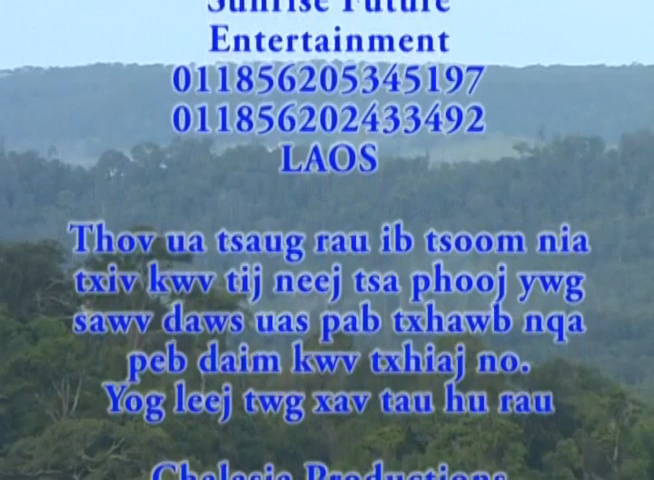 Sunrise Future
Entertainment
011856205345197
011856202433492
LAOS
Thov ua tsaug rau ib tsoom nia
txiv kwv tij neej tsa phooj ywg
sawv daws uas pab txhawb nqa
peb daim kwv txhiaj no.
Yog leej twg xav tau hu rau
Chalasia Productions